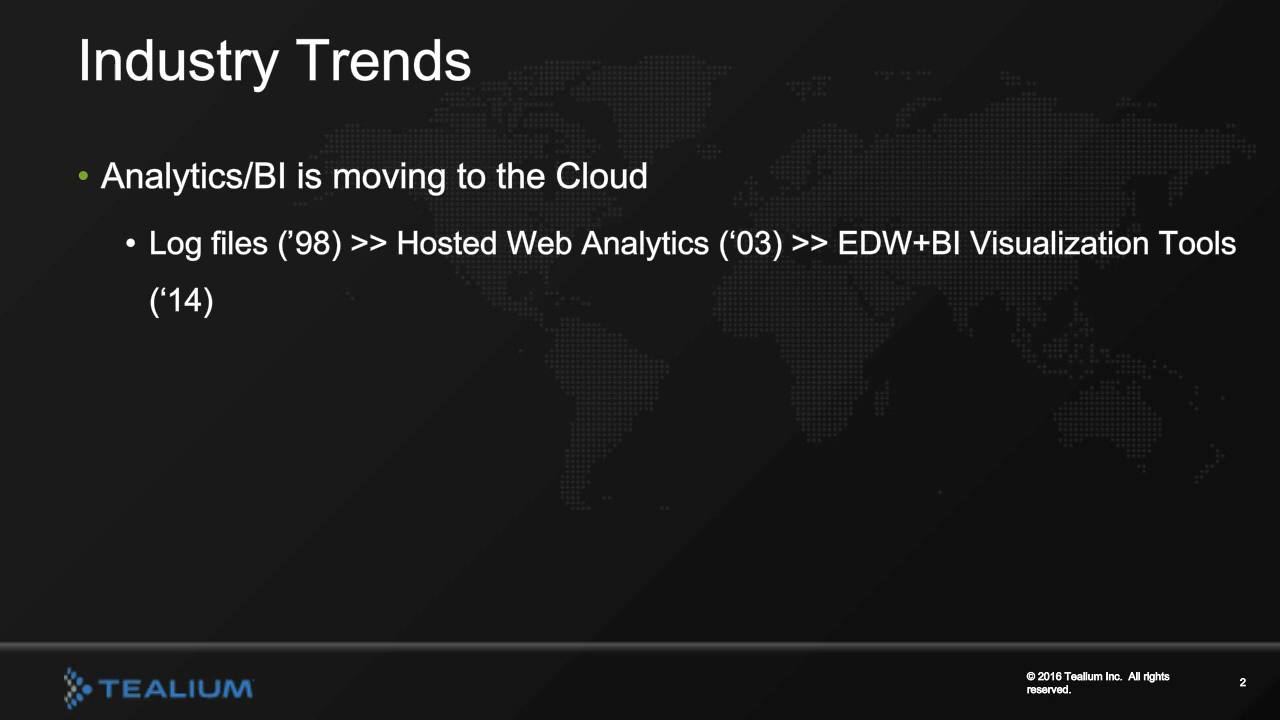 Industry Trends
• Analytics/BI is moving to the Cloud
• Log files (’98) >> Hosted Web Analytics (‘03) >> EDW+BI Visualization Tools
(‘14)
TEALIUM
© 2016 Tealium Inc.  All rights
reserved.
2